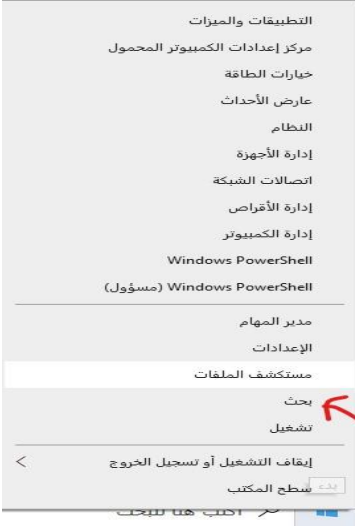 التطبيقات والميزات
مركز إعدادات الكمبيوتر المحمول
خيارات الطاقة
عارض الأحداث
النظام
إدارة الأجهزة
اتصالات الشبكة
إدارة الأقراص
إدارة الكمبيوتر
Windows PowerShell
Windows PowerShell (مسؤول)
مدير المهام
الإعدادات
مستكشف الملفات
بحث
تشغيل
إيقاف التشغيل أو تسجيل الخروج
سطح المكتب
بدء
اكتب هنا للبحث